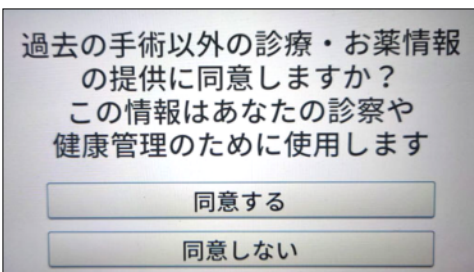 過去の手術以外の診療・お薬情報
の提供に同意しますか？
この情報はあなたの診察や
健康管理のために使用します
同意する
同意しない